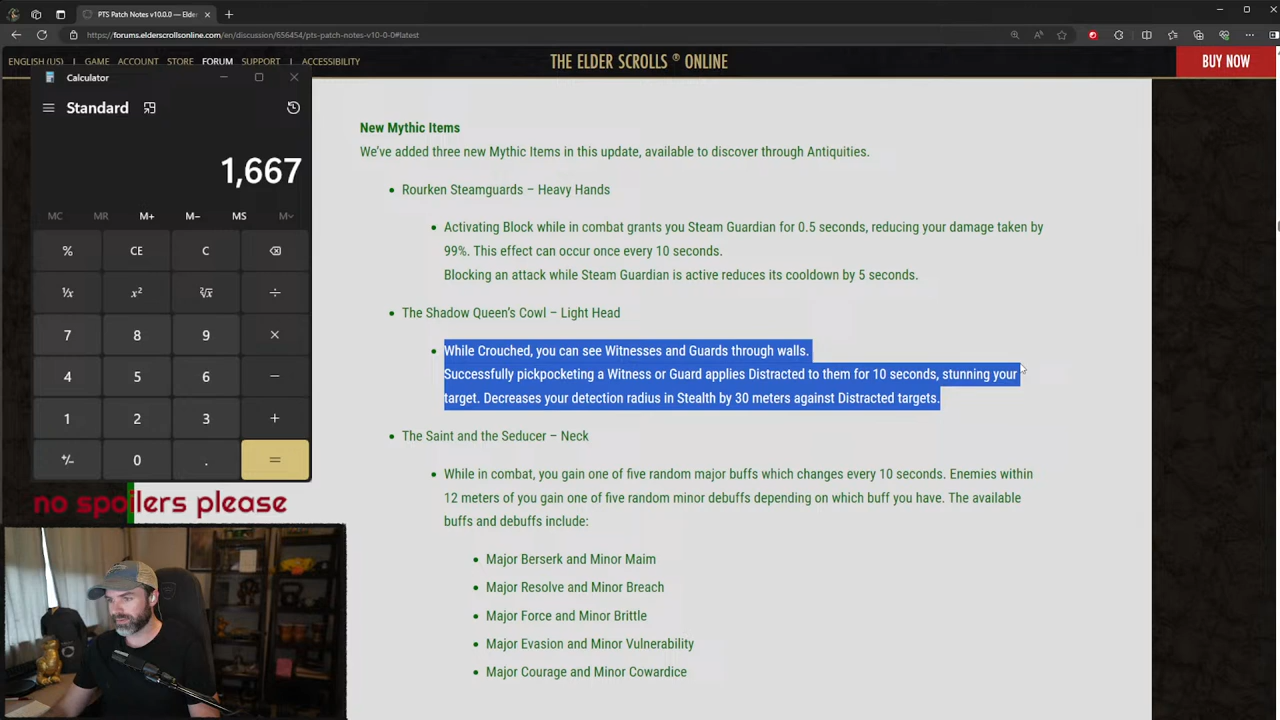 PTS Patch Notes v10.0.0 — Elder
https://forums.elderscrollsonline.com/en/discussion/656454/pts-patch-notes-v10-0-0#latest
ENGLISH (US) GAME ACCOUNT STORE FORUM SUPPORT ACCESSIBILITY
THE ELDER SCROLLS ® ONLINE
BUY NOW
Calculator
Standard
1,667
MC MR M+ M− MS M˅
% CE C
¹/x x² ²√x ÷
7 8 9 ×
4 5 6 −
1 2 3 +
+/− 0 . =
no spoilers please
New Mythic Items
We’ve added three new Mythic Items in this update, available to discover through Antiquities.
Rourken Steamguards – Heavy Hands
Activating Block while in combat grants you Steam Guardian for 0.5 seconds, reducing your damage taken by
99%. This effect can occur once every 10 seconds.
Blocking an attack while Steam Guardian is active reduces its cooldown by 5 seconds.
The Shadow Queen’s Cowl – Light Head
While Crouched, you can see Witnesses and Guards through walls.
Successfully pickpocketing a Witness or Guard applies Distracted to them for 10 seconds, stunning your
target. Decreases your detection radius in Stealth by 30 meters against Distracted targets.
The Saint and the Seducer – Neck
While in combat, you gain one of five random major buffs which changes every 10 seconds. Enemies within
12 meters of you gain one of five random minor debuffs depending on which buff you have. The available
buffs and debuffs include:
Major Berserk and Minor Maim
Major Resolve and Minor Breach
Major Force and Minor Brittle
Major Evasion and Minor Vulnerability
Major Courage and Minor Cowardice